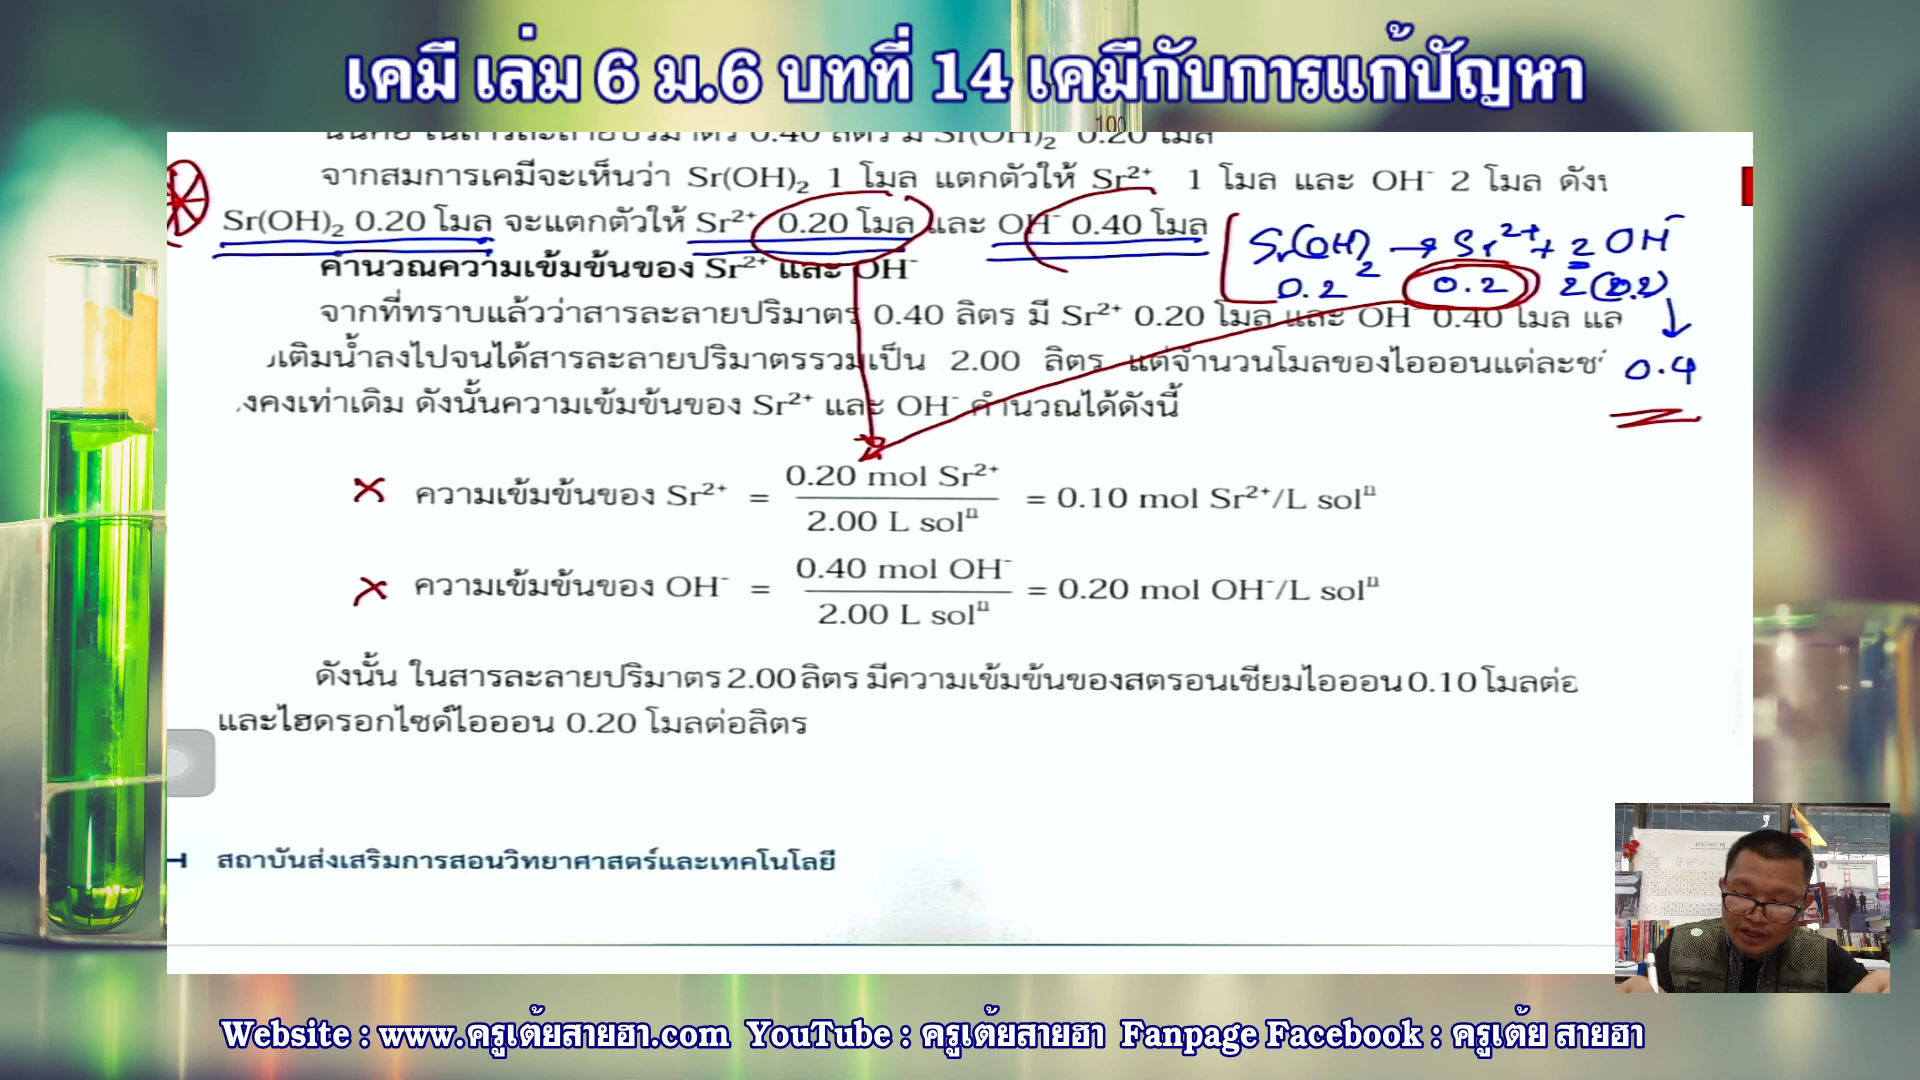 เคมี เล่ม 6 ม.6 บทที่ 14 เคมีกับการแก้ปัญหา
100
ปริมาตร 0.40 ลิตร มี Sr(OH)₂ 0.20 โมล
จากสมการเคมีจะเห็นว่า Sr(OH)₂ 1 โมล แตกตัวให้ Sr²⁺ 1 โมล และ OH⁻ 2 โมล ดัง
Sr(OH)₂ 0.20 โมล จะแตกตัวให้ Sr²⁺ 0.20 โมล และ OH⁻ 0.40 โมล
Sr(OH)₂ → Sr²⁺ + 2 OH⁻
0.2 0.2 2(0.2)
0.4
คำนวณความเข้มข้นของ Sr²⁺ และ OH⁻
จากที่ทราบแล้วว่าสารละลายปริมาตร 0.40 ลิตร มี Sr²⁺ 0.20 โมล และ OH⁻ 0.40 โมล แล
เติมน้ำลงไปจนได้สารละลายปริมาตรรวมเป็น 2.00 ลิตร แต่จำนวนโมลของไอออนแต่ละช
งคงเท่าเดิม ดังนั้นความเข้มข้นของ Sr²⁺ และ OH⁻ คำนวณได้ดังนี้
ความเข้มข้นของ Sr²⁺ = 0.20 mol Sr²⁺ / 2.00 L solⁿ = 0.10 mol Sr²⁺/L solⁿ
ความเข้มข้นของ OH⁻ = 0.40 mol OH⁻ / 2.00 L solⁿ = 0.20 mol OH⁻/L solⁿ
ดังนั้น ในสารละลายปริมาตร 2.00 ลิตร มีความเข้มข้นของสตรอนเชียมไอออน 0.10 โมลต่อ
และไฮดรอกไซด์ไอออน 0.20 โมลต่อลิตร
สถาบันส่งเสริมการสอนวิทยาศาสตร์และเทคโนโลยี
Website : www.ครูเต้ยสายฮา.com YouTube : ครูเต้ยสายฮา Fanpage Facebook : ครูเต้ย สายฮา